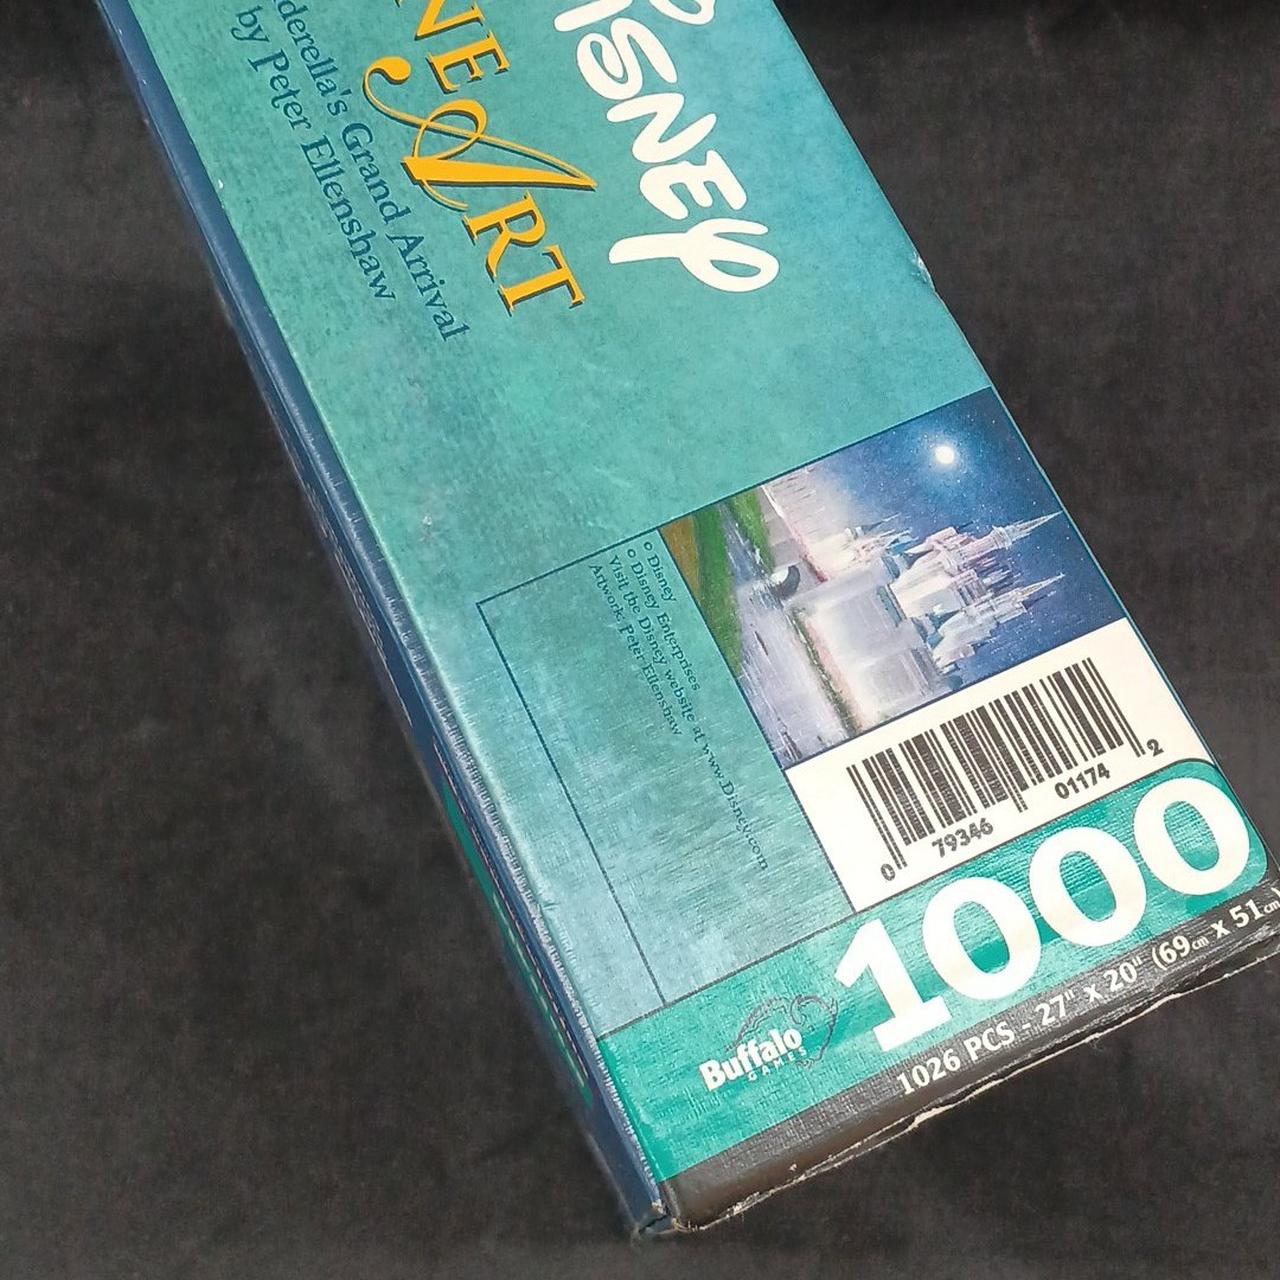 DISNEY
NE ART
derella's Grand Arrival
by Peter Ellenshaw
© Disney
© Disney Enterprises
Visit the Disney website at www.Disney.com
Artwork: Peter Ellenshaw
0 79346 01174 2
1000
Buffalo
GAMES
1026 PCS - 27" x 20" (69cm x 51cm)